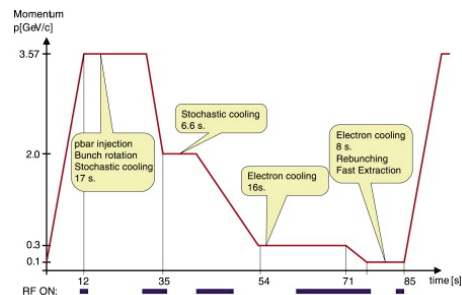 Momentum
p[GeV/c]
3.57
2.0
0.3
0.1
pbar injection
Bunch rotation
Stochastic cooling
17 s.
Stochastic cooling
6.6 s.
Electron cooling
16s.
Electron cooling
8 s.
Rebunching
Fast Extraction
12
35
54
71
85
time [s]
RF ON: